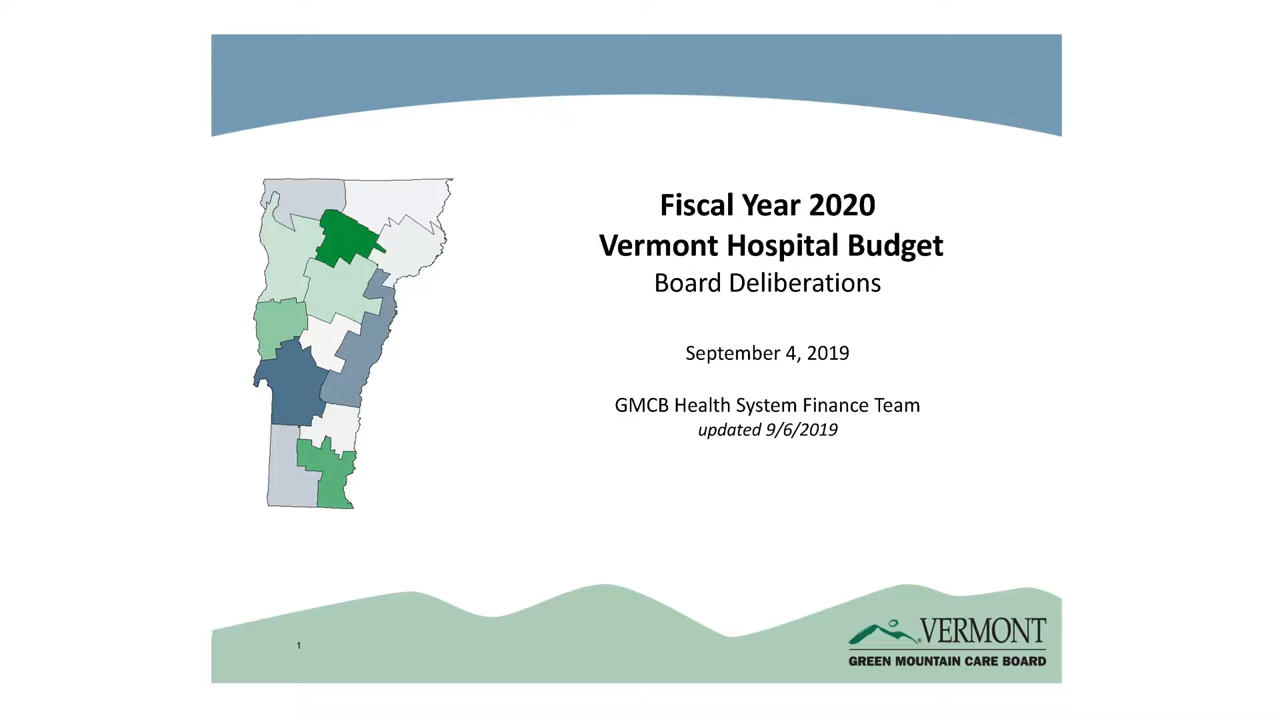 Fiscal Year 2020
Vermont Hospital Budget
Board Deliberations
September 4, 2019
GMCB Health System Finance Team
updated 9/6/2019
1
VERMONT
GREEN MOUNTAIN CARE BOARD